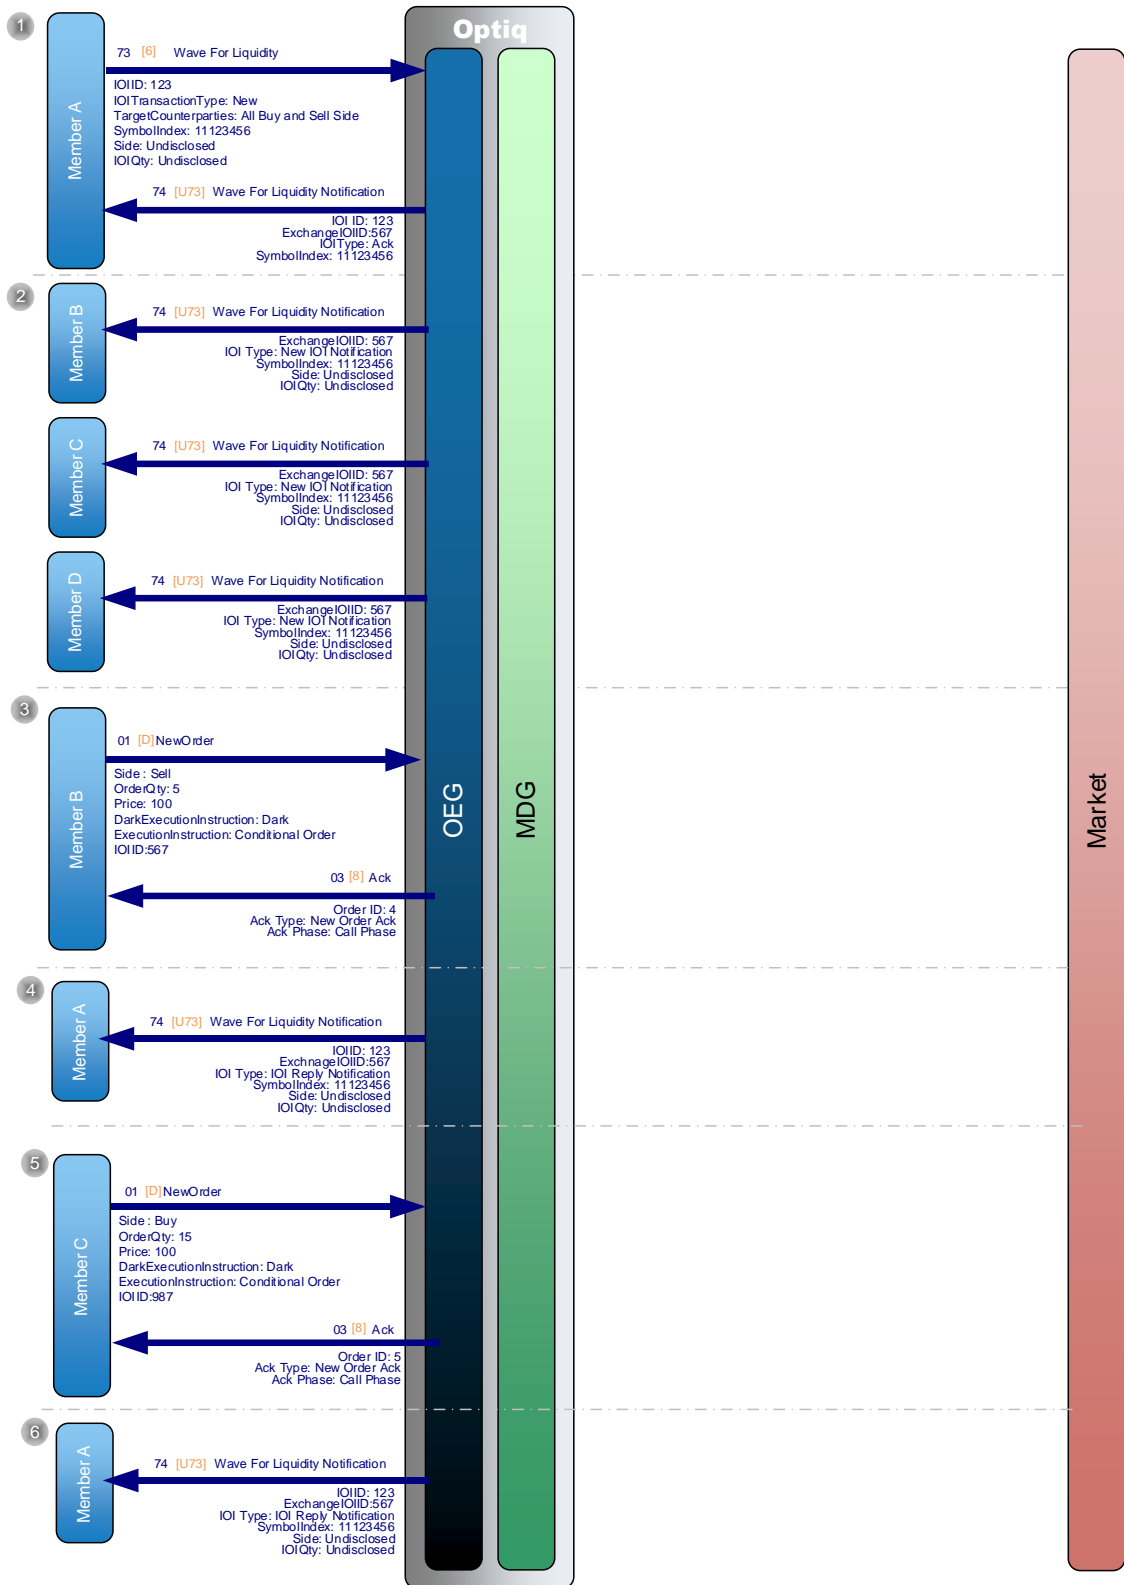 Optiq
OEG
MDG
Market
1
Member A
73 [6] Wave For Liquidity
IOIID: 123
IOITransactionType: New
TargetCounterparties: All Buy and Sell Side
SymbolIndex: 11123456
Side: Undisclosed
IOIQty: Undisclosed
74 [U73] Wave For Liquidity Notification
IOI ID: 123
ExchangeIOIID:567
IOIType: Ack
SymbolIndex: 11123456
2
Member B
74 [U73] Wave For Liquidity Notification
ExchangeIOIID: 567
IOI Type: New IOI Notification
SymbolIndex: 11123456
Side: Undisclosed
IOIQty: Undisclosed
Member C
74 [U73] Wave For Liquidity Notification
ExchangeIOIID: 567
IOI Type: New IOI Notification
SymbolIndex: 11123456
Side: Undisclosed
IOIQty: Undisclosed
Member D
74 [U73] Wave For Liquidity Notification
ExchangeIOIID: 567
IOI Type: New IOI Notification
SymbolIndex: 11123456
Side: Undisclosed
IOIQty: Undisclosed
3
Member B
01 [D] NewOrder
Side : Sell
OrderQty: 5
Price: 100
DarkExecutionInstruction: Dark
ExecutionInstruction: Conditional Order
IOIID:567
03 [8] Ack
Order ID: 4
Ack Type: New Order Ack
Ack Phase: Call Phase
4
Member A
74 [U73] Wave For Liquidity Notification
IOIID: 123
ExchnageIOIID:567
IOI Type: IOI Reply Notification
SymbolIndex: 11123456
Side: Undisclosed
IOIQty: Undisclosed
5
Member C
01 [D] NewOrder
Side : Buy
OrderQty: 15
Price: 100
DarkExecutionInstruction: Dark
ExecutionInstruction: Conditional Order
IOIID:987
03 [8] Ack
Order ID: 5
Ack Type: New Order Ack
Ack Phase: Call Phase
6
Member A
74 [U73] Wave For Liquidity Notification
IOIID: 123
ExchangeIOIID:567
IOI Type: IOI Reply Notification
SymbolIndex: 11123456
Side: Undisclosed
IOIQty: Undisclosed